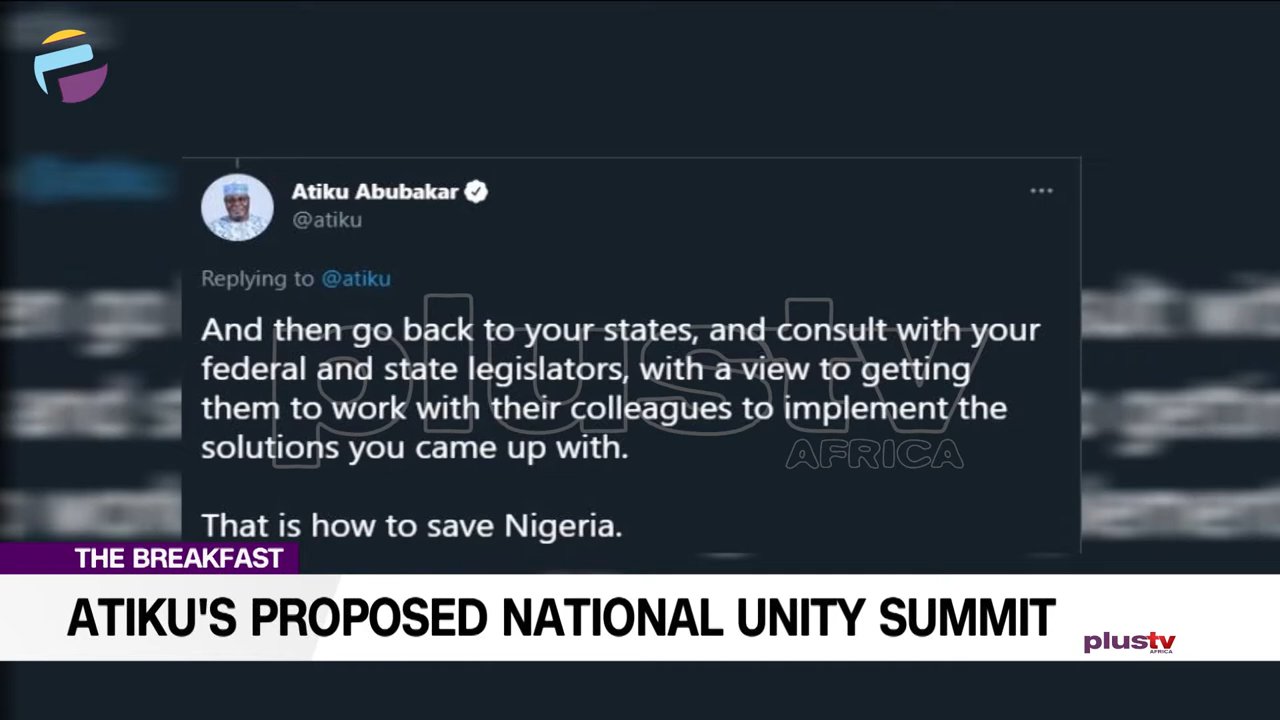 Atiku Abubakar
@atiku
Replying to @atiku
And then go back to your states, and consult with your
federal and state legislators, with a view to getting
them to work with their colleagues to implement the
solutions you came up with.
That is how to save Nigeria.
plustv
AFRICA
THE BREAKFAST
ATIKU'S PROPOSED NATIONAL UNITY SUMMIT
plustv
AFRICA